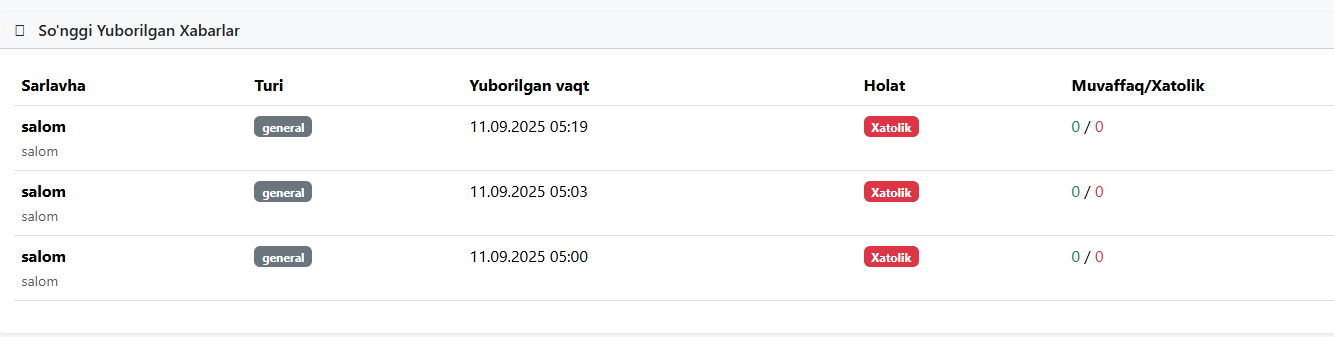 So'nggi Yuborilgan Xabarlar
Sarlavha Turi Yuborilgan vaqt Holat Muvaffaq/Xatolik
salom general 11.09.2025 05:19 Xatolik 0 / 0
salom
salom general 11.09.2025 05:03 Xatolik 0 / 0
salom
salom general 11.09.2025 05:00 Xatolik 0 / 0
salom